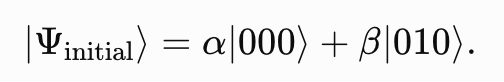 |Ψ_initial⟩ = α|000⟩ + β|010⟩.